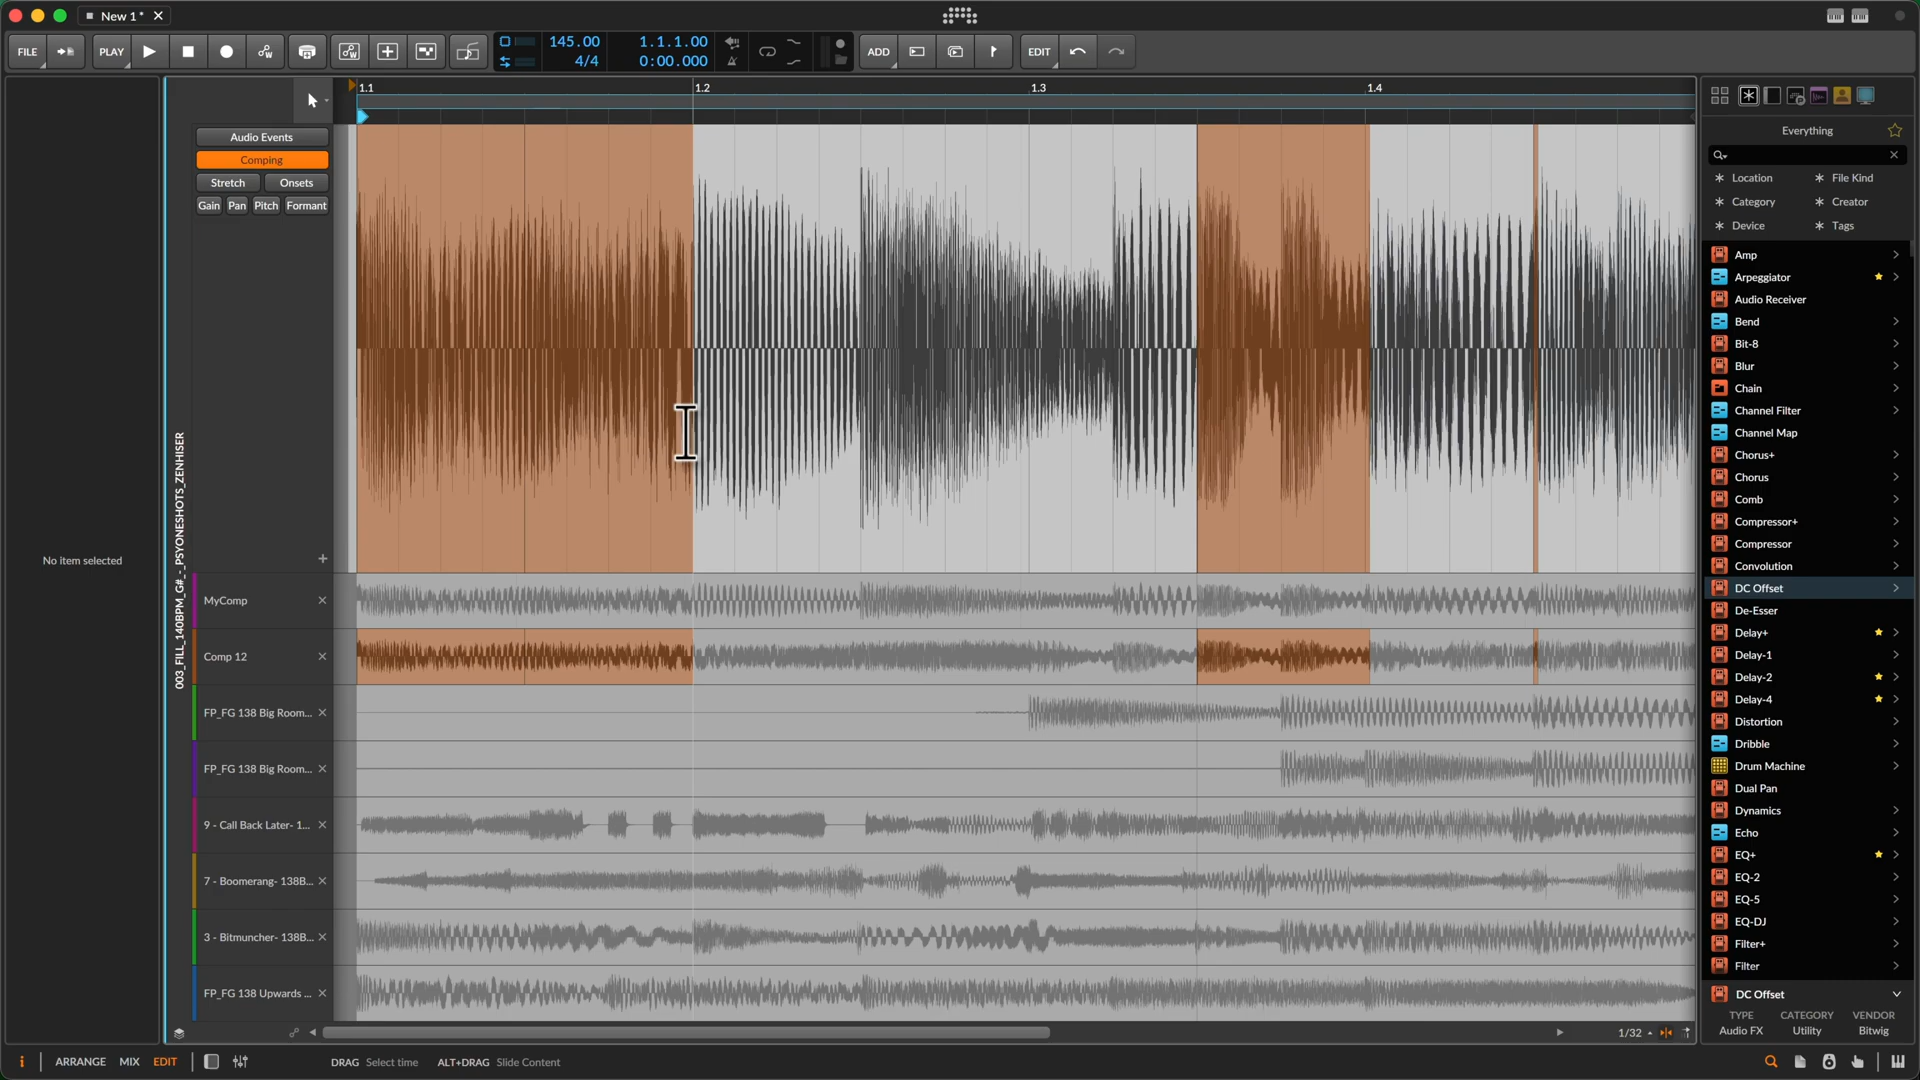 New 1 *
FILE
PLAY
145.00
4/4
1.1.1.00
0:00.000
ADD
EDIT
1.1
1.2
1.3
1.4
Audio Events
Comping
Stretch
Onsets
Gain
Pan
Pitch
Formant
No item selected
003_FILL_140BPM_G#_-_PSYONESHOTS_ZENHISER
MyComp
Comp 12
FP_FG 138 Big Room...
FP_FG 138 Big Room...
9 - Call Back Later- 1...
7 - Boomerang- 138B...
3 - Bitmuncher- 138B...
FP_FG 138 Upwards ...
1/32
Everything
Location
File Kind
Category
Creator
Device
Tags
Amp
Arpeggiator
Audio Receiver
Bend
Bit-8
Blur
Chain
Channel Filter
Channel Map
Chorus+
Chorus
Comb
Compressor+
Compressor
Convolution
DC Offset
De-Esser
Delay+
Delay-1
Delay-2
Delay-4
Distortion
Dribble
Drum Machine
Dual Pan
Dynamics
Echo
EQ+
EQ-2
EQ-5
EQ-DJ
Filter+
Filter
DC Offset
TYPE
CATEGORY
VENDOR
Audio FX
Utility
Bitwig
i
ARRANGE
MIX
EDIT
DRAG Select time
ALT+DRAG Slide Content